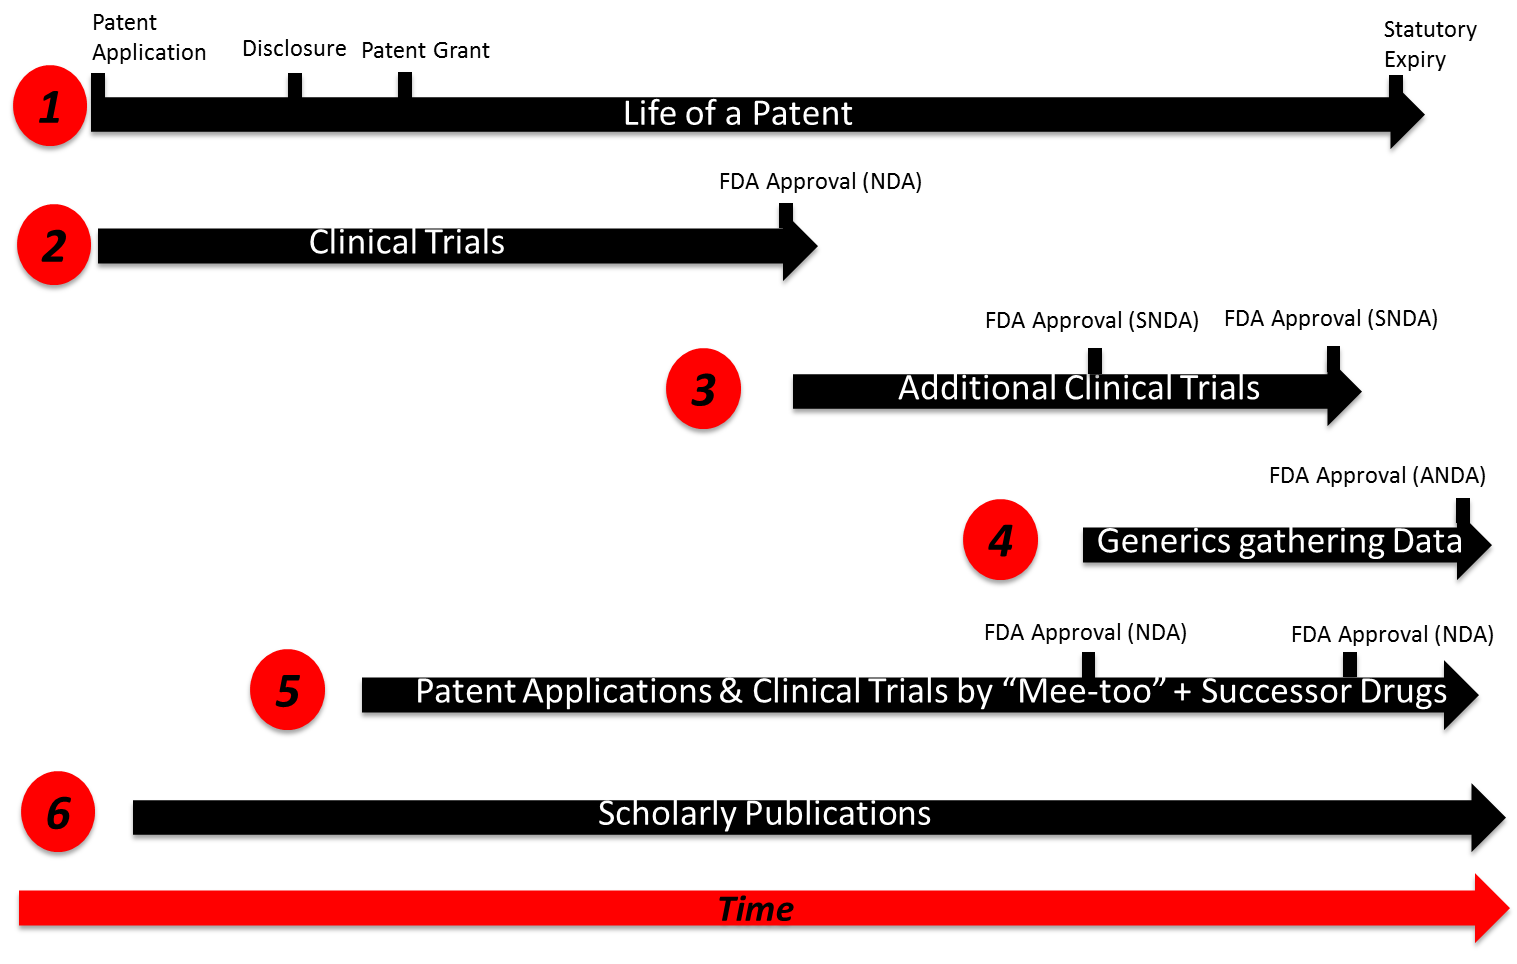 Patent
Application
Disclosure
Patent Grant
Statutory
Expiry
1
Life of a Patent
FDA Approval (NDA)
2
Clinical Trials
FDA Approval (SNDA)
FDA Approval (SNDA)
3
Additional Clinical Trials
FDA Approval (ANDA)
4
Generics gathering Data
FDA Approval (NDA)
FDA Approval (NDA)
5
Patent Applications & Clinical Trials by “Mee-too” + Successor Drugs
6
Scholarly Publications
Time